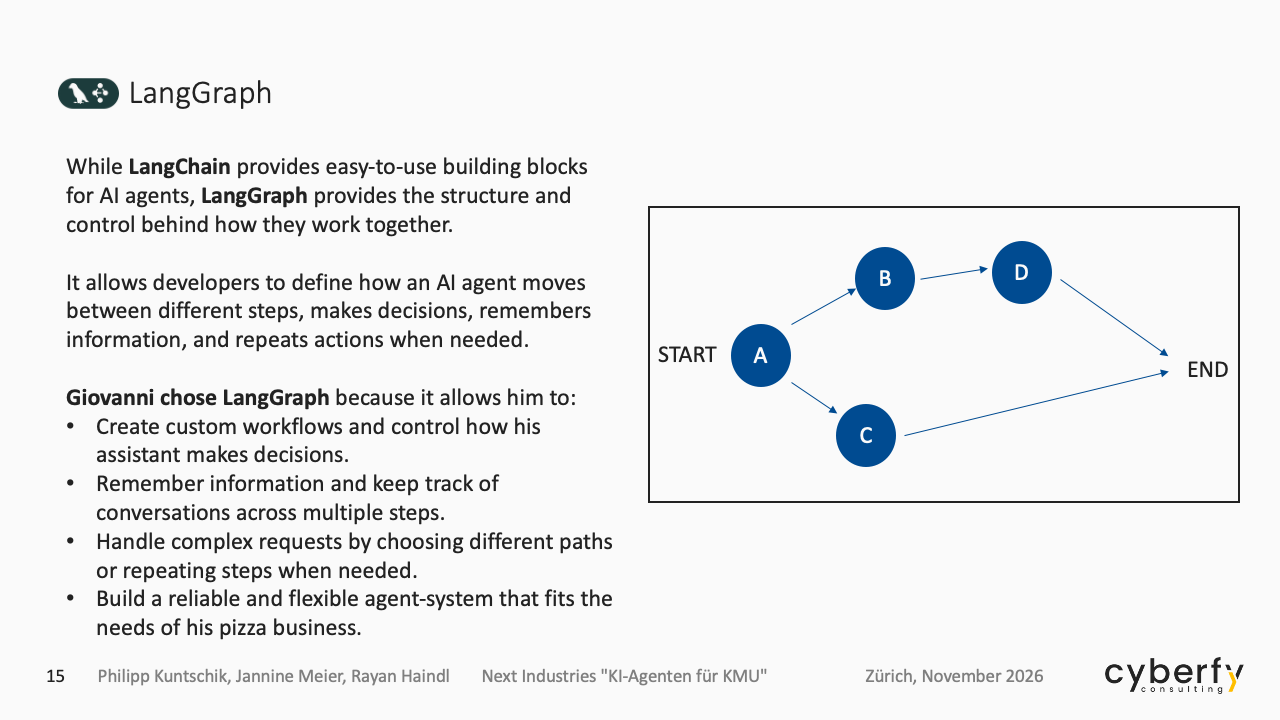 LangGraph
While LangChain provides easy-to-use building blocks
for AI agents, LangGraph provides the structure and
control behind how they work together.
It allows developers to define how an AI agent moves
between different steps, makes decisions, remembers
information, and repeats actions when needed.
Giovanni chose LangGraph because it allows him to:
• Create custom workflows and control how his
assistant makes decisions.
• Remember information and keep track of
conversations across multiple steps.
• Handle complex requests by choosing different paths
or repeating steps when needed.
• Build a reliable and flexible agent-system that fits the
needs of his pizza business.
START
A
B
D
C
END
15 Philipp Kuntschik, Jannine Meier, Rayan Haindl Next Industries "KI-Agenten für KMU" Zürich, November 2026
cyberfy
consulting